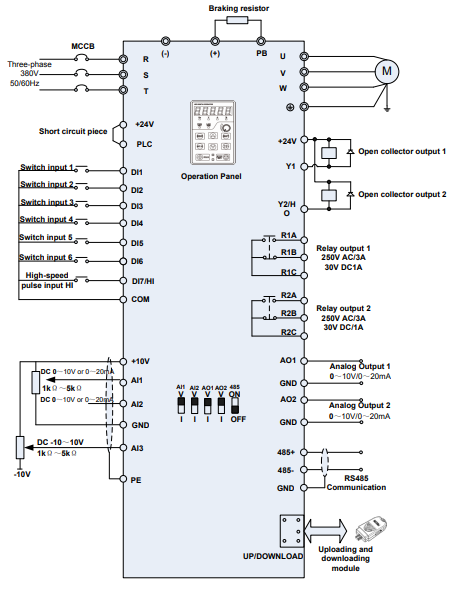 Braking resistor
MCCB
(-)
(+)
PB
Three-phase
380V
50/60Hz
R
S
T
U
V
W
M
Short circuit piece
+24V
PLC
Operation Panel
+24V
Y1
Open collector output 1
Y2/H
O
Open collector output 2
Switch input 1
DI1
Switch input 2
DI2
Switch input 3
DI3
Switch input 4
DI4
Switch input 5
DI5
Switch input 6
DI6
High-speed
pulse input HI
DI7/HI
COM
R1A
R1B
R1C
Relay output 1
250V AC/3A
30V DC1A
R2A
R2B
R2C
Relay output 2
250V AC/3A
30V DC/1A
+10V
DC 0~10V or 0~20mA
1kΩ~5kΩ
AI1
DC 0~10V or 0~20mA
AI2
GND
DC -10~10V
1kΩ~5kΩ
AI3
-10V
PE
AI1 AI2 AO1 AO2 485
V V V V ON
I I I I OFF
AO1
Analog Output 1
GND
0~10V/0~20mA
AO2
Analog Output 2
GND
0~10V/0~20mA
485+
485-
GND
RS485
Communication
UP/DOWNLOAD
Uploading and
downloading
module